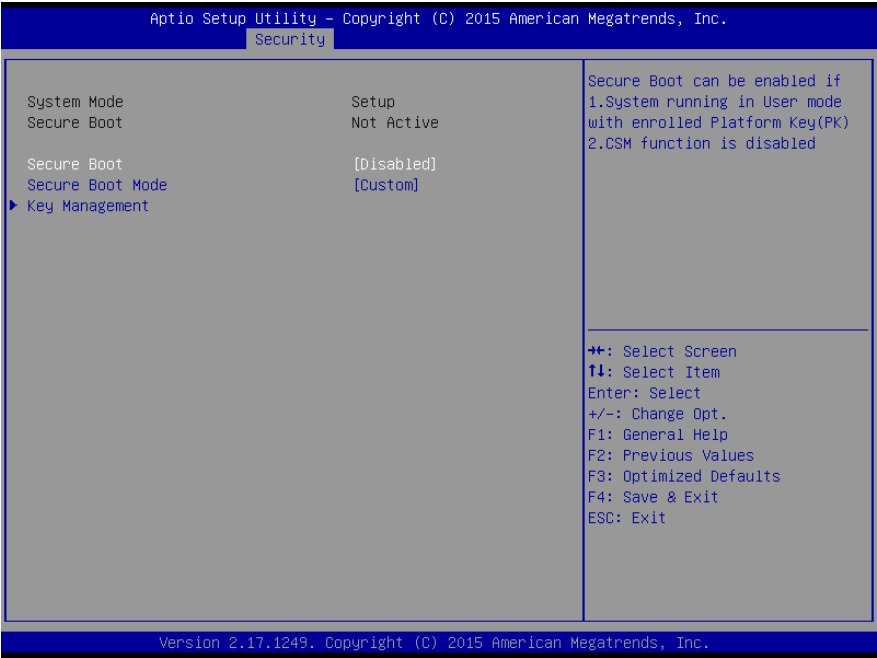 Aptio Setup Utility – Copyright (C) 2015 American Megatrends, Inc.
Security
System Mode Setup
Secure Boot Not Active
Secure Boot [Disabled]
Secure Boot Mode [Custom]
Key Management
Secure Boot can be enabled if
1.System running in User mode
with enrolled Platform Key(PK)
2.CSM function is disabled
→←: Select Screen
↑↓: Select Item
Enter: Select
+/-: Change Opt.
F1: General Help
F2: Previous Values
F3: Optimized Defaults
F4: Save & Exit
ESC: Exit
Version 2.17.1249. Copyright (C) 2015 American Megatrends, Inc.